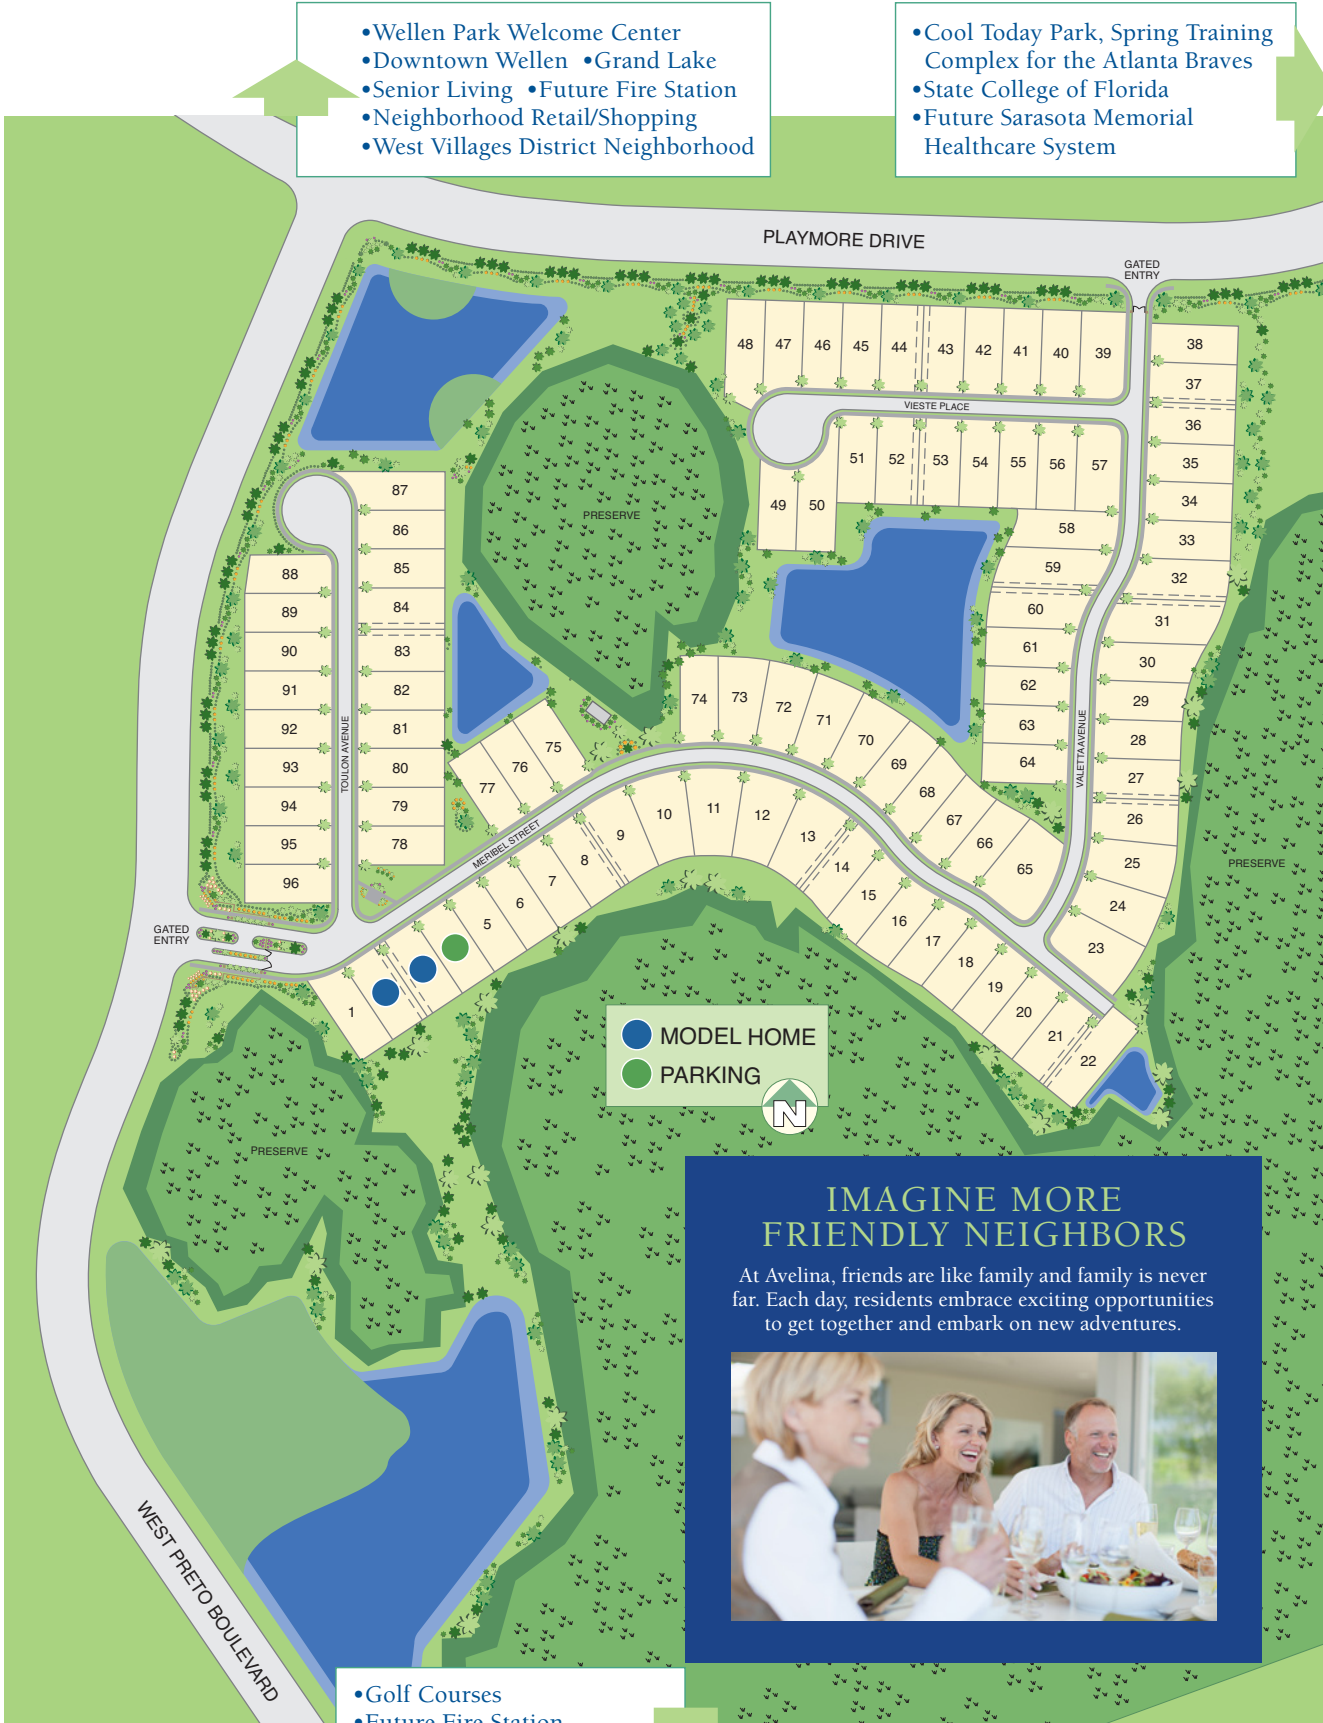 •Wellen Park Welcome Center
•Downtown Wellen •Grand Lake
•Senior Living •Future Fire Station
•Neighborhood Retail/Shopping
•West Villages District Neighborhood
•Cool Today Park, Spring Training
Complex for the Atlanta Braves
•State College of Florida
•Future Sarasota Memorial
Healthcare System
PLAYMORE DRIVE
GATED
ENTRY
48 47 46 45 44 43 42 41 40 39
38
37
36
35
34
33
32
31
30
29
28
27
26
25
24
23
VIESTE PLACE
51 52 53 54 55 56 57
49 50
58
59
60
61
62
63
64
VALETTA AVENUE
PRESERVE
87
86
85
84
83
82
81
80
79
78
88
89
90
91
92
93
94
95
96
TOULON AVENUE
74 73 72 71 70 69 68 67 66 65
77 76 75
MERIBEL STREET
1 5 6 7 8 9 10 11 12 13 14 15 16 17 18 19 20 21 22
PRESERVE
GATED
ENTRY
MODEL HOME
PARKING
N
PRESERVE
IMAGINE MORE
FRIENDLY NEIGHBORS
At Avelina, friends are like family and family is never
far. Each day, residents embrace exciting opportunities
to get together and embark on new adventures.
WEST PRETO BOULEVARD
•Golf Courses
•Future Fire Station